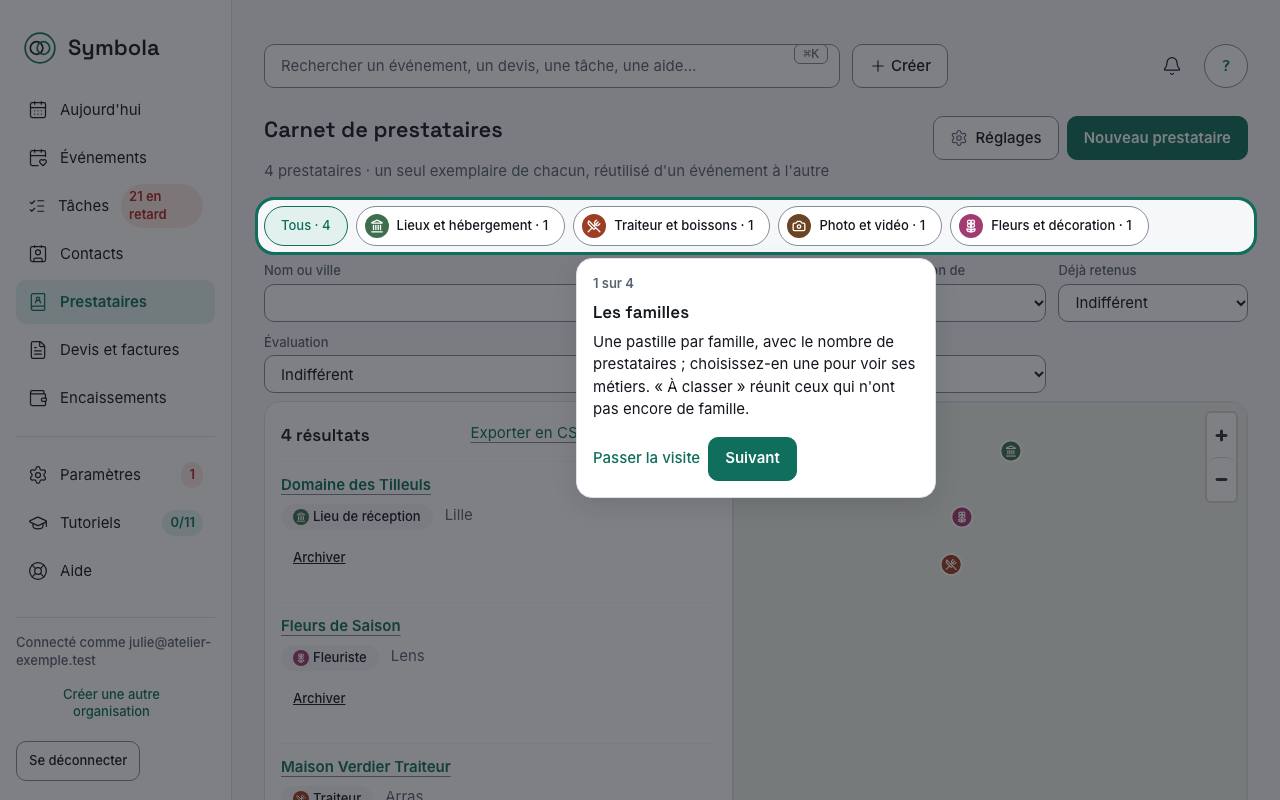 Symbola
Rechercher un événement, un devis, une tâche, une aide...
⌘K
+ Créer
?
Aujourd'hui
Événements
Tâches
21 en retard
Contacts
Prestataires
Devis et factures
Encaissements
Paramètres
1
Tutoriels
0/11
Aide
Connecté comme julie@atelier-
exemple.test
Créer une autre
organisation
Se déconnecter
Carnet de prestataires
Réglages
Nouveau prestataire
4 prestataires · un seul exemplaire de chacun, réutilisé d'un événement à l'autre
Tous · 4
Lieux et hébergement · 1
Traiteur et boissons · 1
Photo et vidéo · 1
Fleurs et décoration · 1
Nom ou ville
n de
Déjà retenus
Indifférent
Évaluation
Indifférent
1 sur 4
Les familles
Une pastille par famille, avec le nombre de
prestataires ; choisissez-en une pour voir ses
métiers. « À classer » réunit ceux qui n'ont
pas encore de famille.
Passer la visite
Suivant
4 résultats
Exporter en CS
+
−
Domaine des Tilleuls
Lieu de réception
Lille
Archiver
Fleurs de Saison
Fleuriste
Lens
Archiver
Maison Verdier Traiteur
Traiteur
Arras